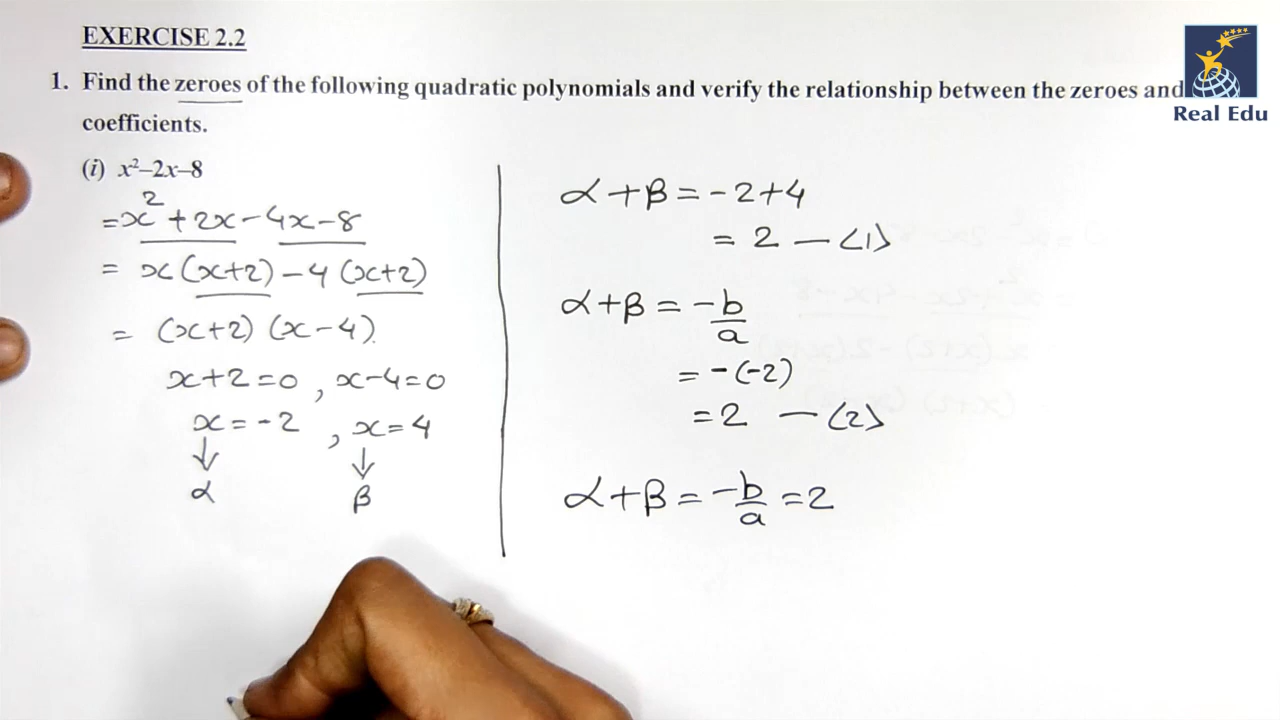 EXERCISE 2.2
1. Find the zeroes of the following quadratic polynomials and verify the relationship between the zeroes and
coefficients.
Real Edu
(i) x²–2x–8
= x² + 2x – 4x – 8
= x (x+2) – 4 (x+2)
= (x+2) (x – 4).
x+2 = 0 , x–4 = 0
x = –2 , x = 4
↓ ↓
α β
α + β = –2+4
= 2 — (1)
α + β = –b/a
= –(–2)
= 2 — (2)
α + β = –b/a = 2